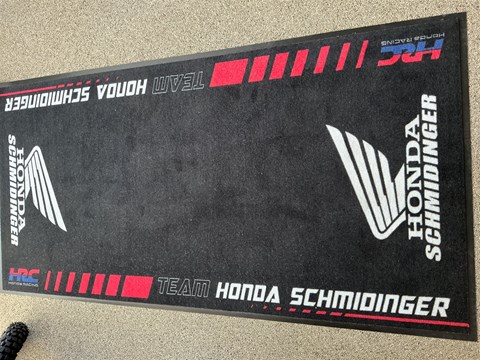 HRC
Honda Racing
TEAM HONDA SCHMIDINGER
HONDA
SCHMIDINGER
HONDA
SCHMIDINGER
HRC
HONDA RACING
TEAM HONDA SCHMIDINGER